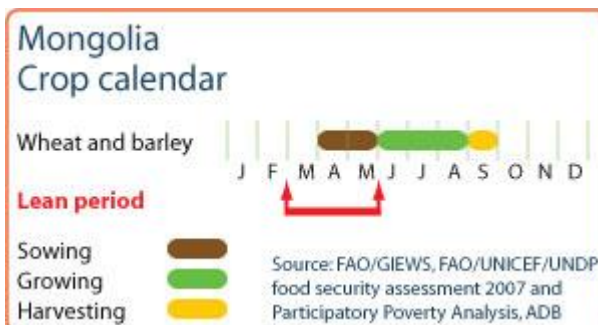 Mongolia
Crop calendar
Wheat and barley
J F M A M J J A S O N D
Lean period
Sowing
Growing
Harvesting
Source: FAO/GIEWS, FAO/UNICEF/UNDP
food security assessment 2007 and
Participatory Poverty Analysis, ADB